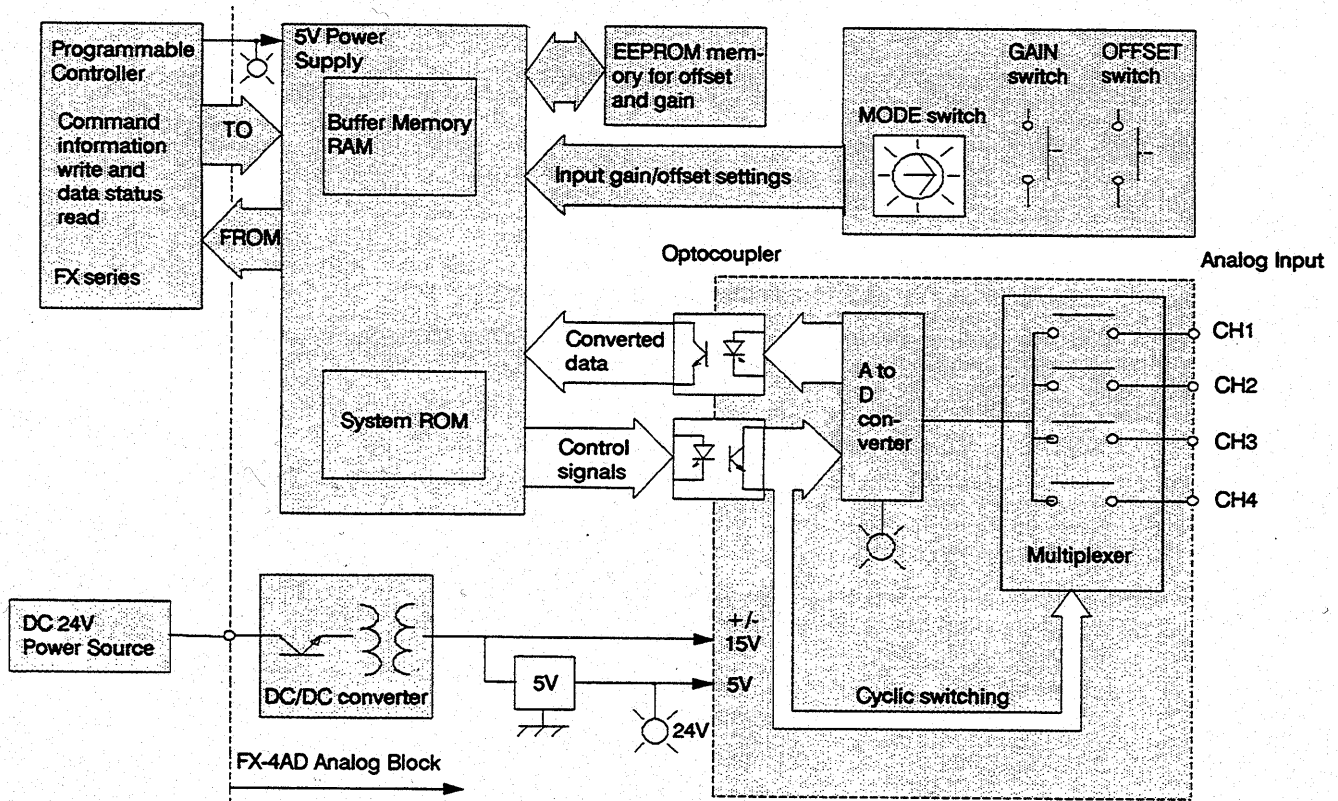 Programmable
Controller
Command
information
write and
data status
read
FX series
TO
FROM
5V Power
Supply
Buffer Memory
RAM
System ROM
EEPROM mem-
ory for offset
and gain
Input gain/offset settings
MODE switch
GAIN
switch
OFFSET
switch
Optocoupler
Analog Input
Converted
data
Control
signals
A to
D
con-
verter
CH1
CH2
CH3
CH4
Multiplexer
DC 24V
Power Source
DC/DC converter
5V
+/-
15V
5V
24V
Cyclic switching
FX-4AD Analog Block